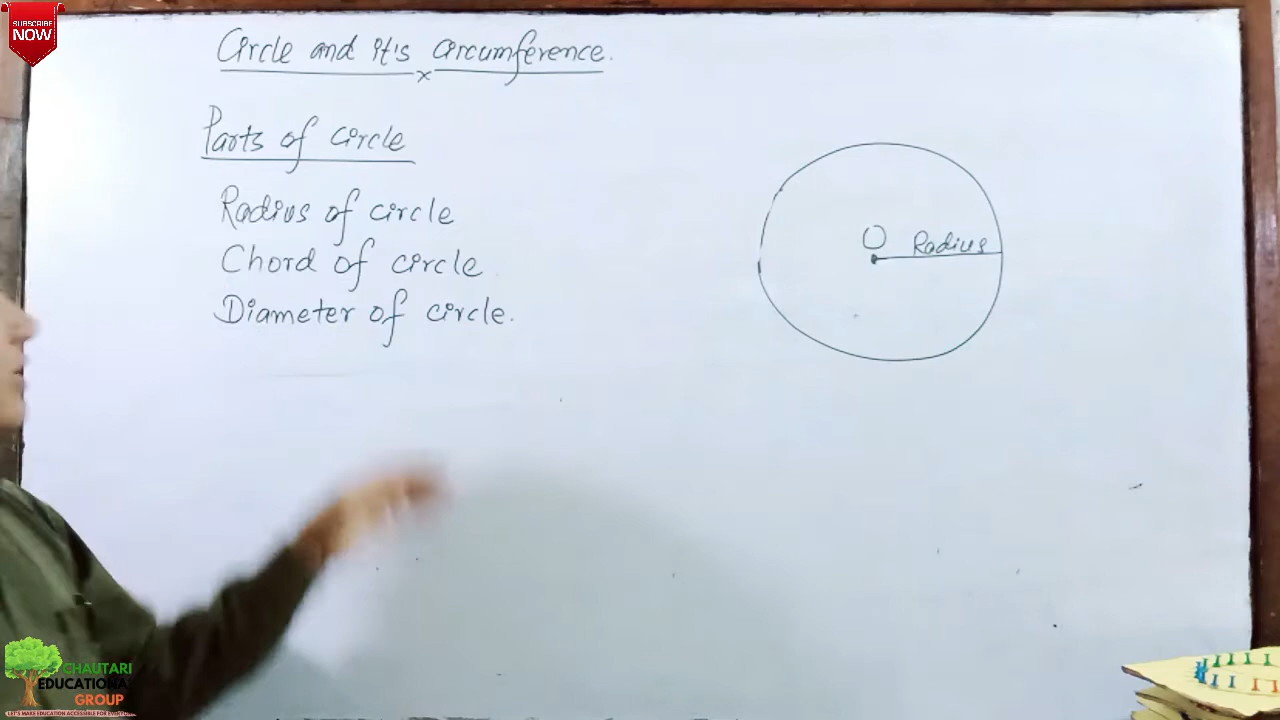 SUBSCRIBE
NOW
Circle and it's circumference.
x
Parts of circle
Radius of circle
Chord of circle
Diameter of circle.
O
Radius
CHAUTARI
EDUCATIONA
GROUP